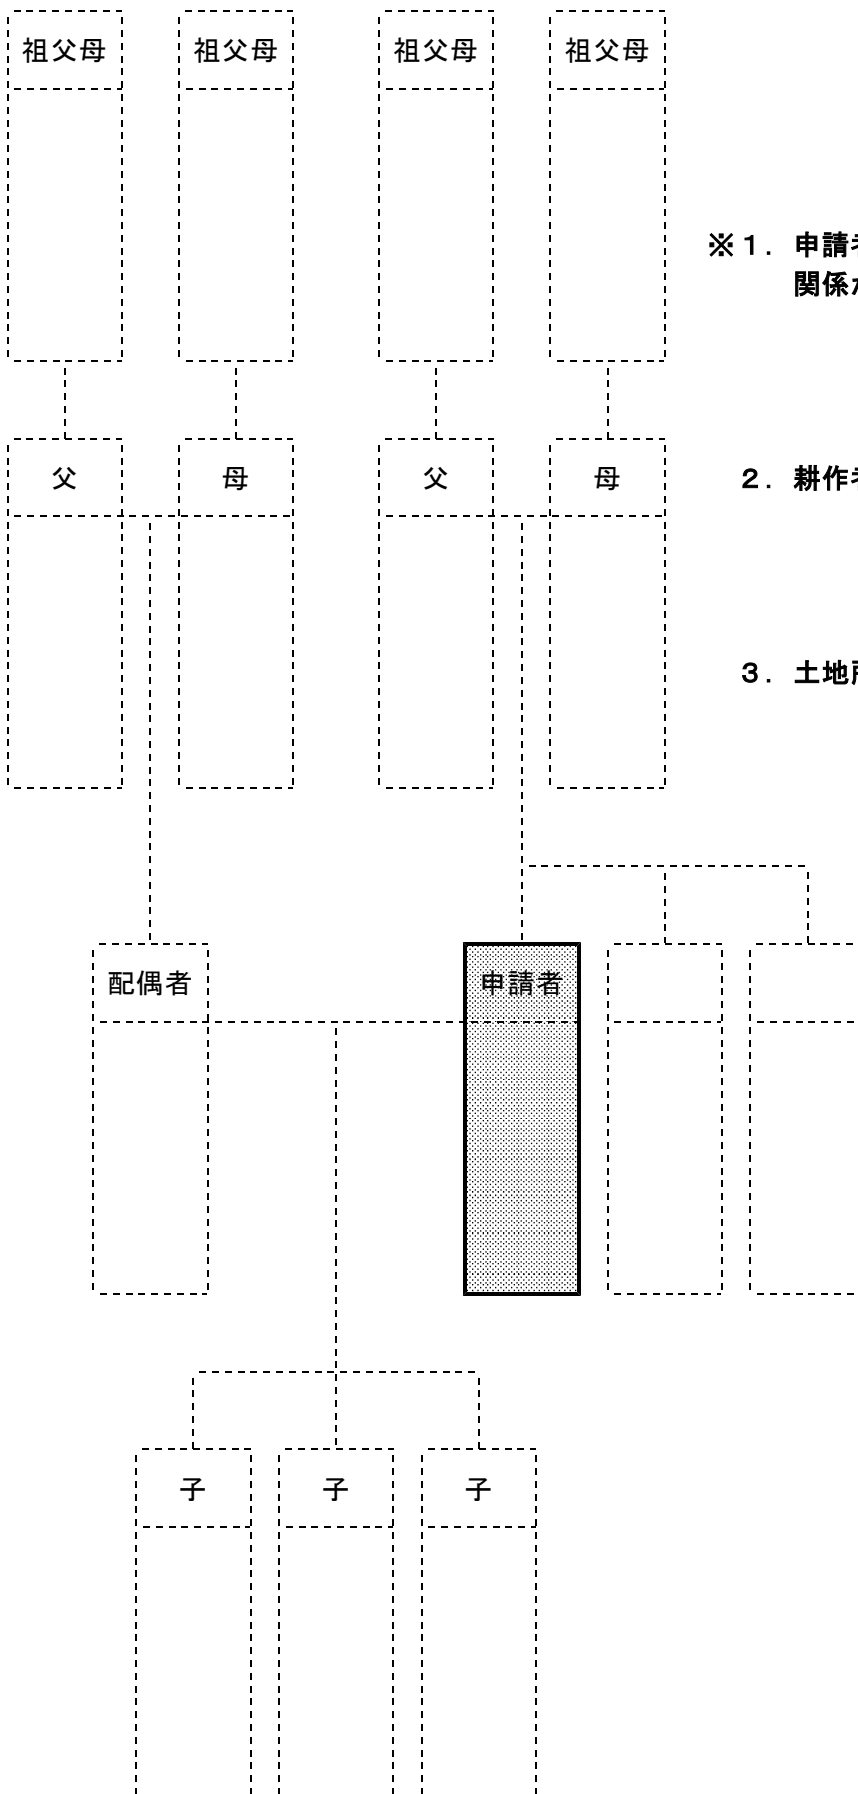 祖父母 祖父母 祖父母 祖父母
※１．申請
関係
父 母 父 母
２．耕作
３．土地
配偶者 申請者
子 子 子